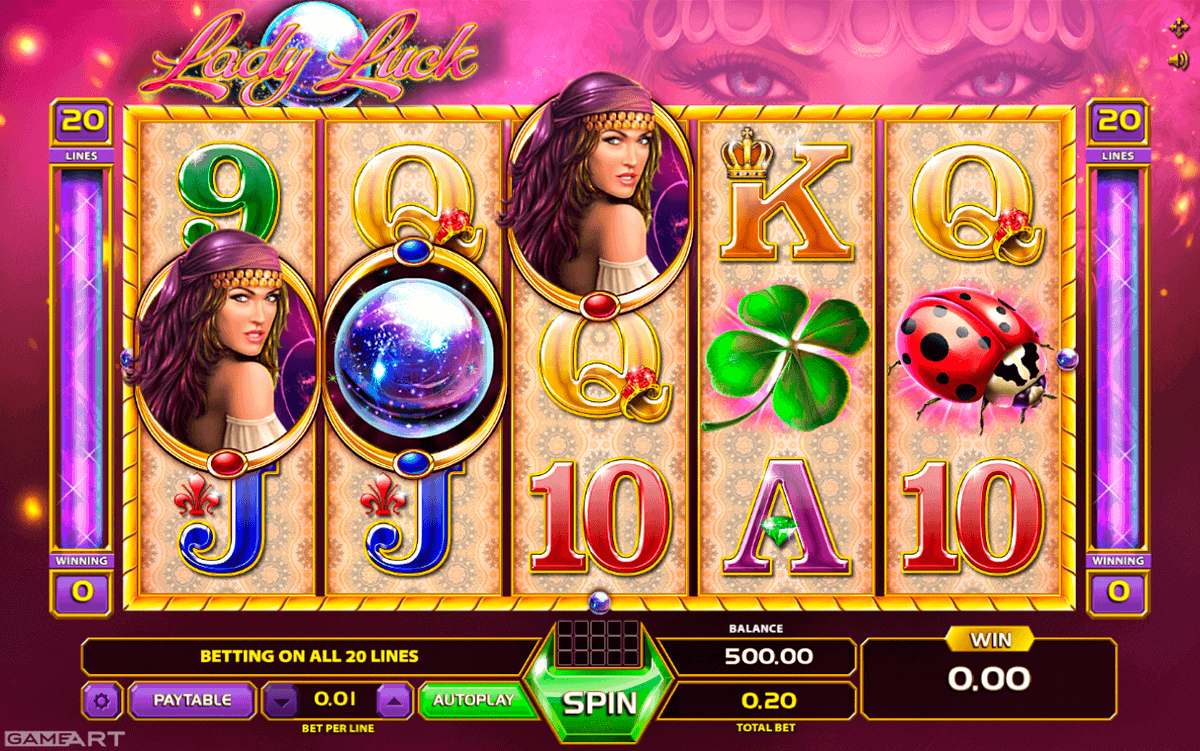 Lady Luck
20
LINES
20
LINES
9 Q K Q
Q
J J 10 A 10
WINNING
0
WINNING
0
BETTING ON ALL 20 LINES
BALANCE
500.00
WIN
0.00
PAYTABLE
0.01
BET PER LINE
AUTOPLAY
SPIN
0.20
TOTAL BET
GAMEART